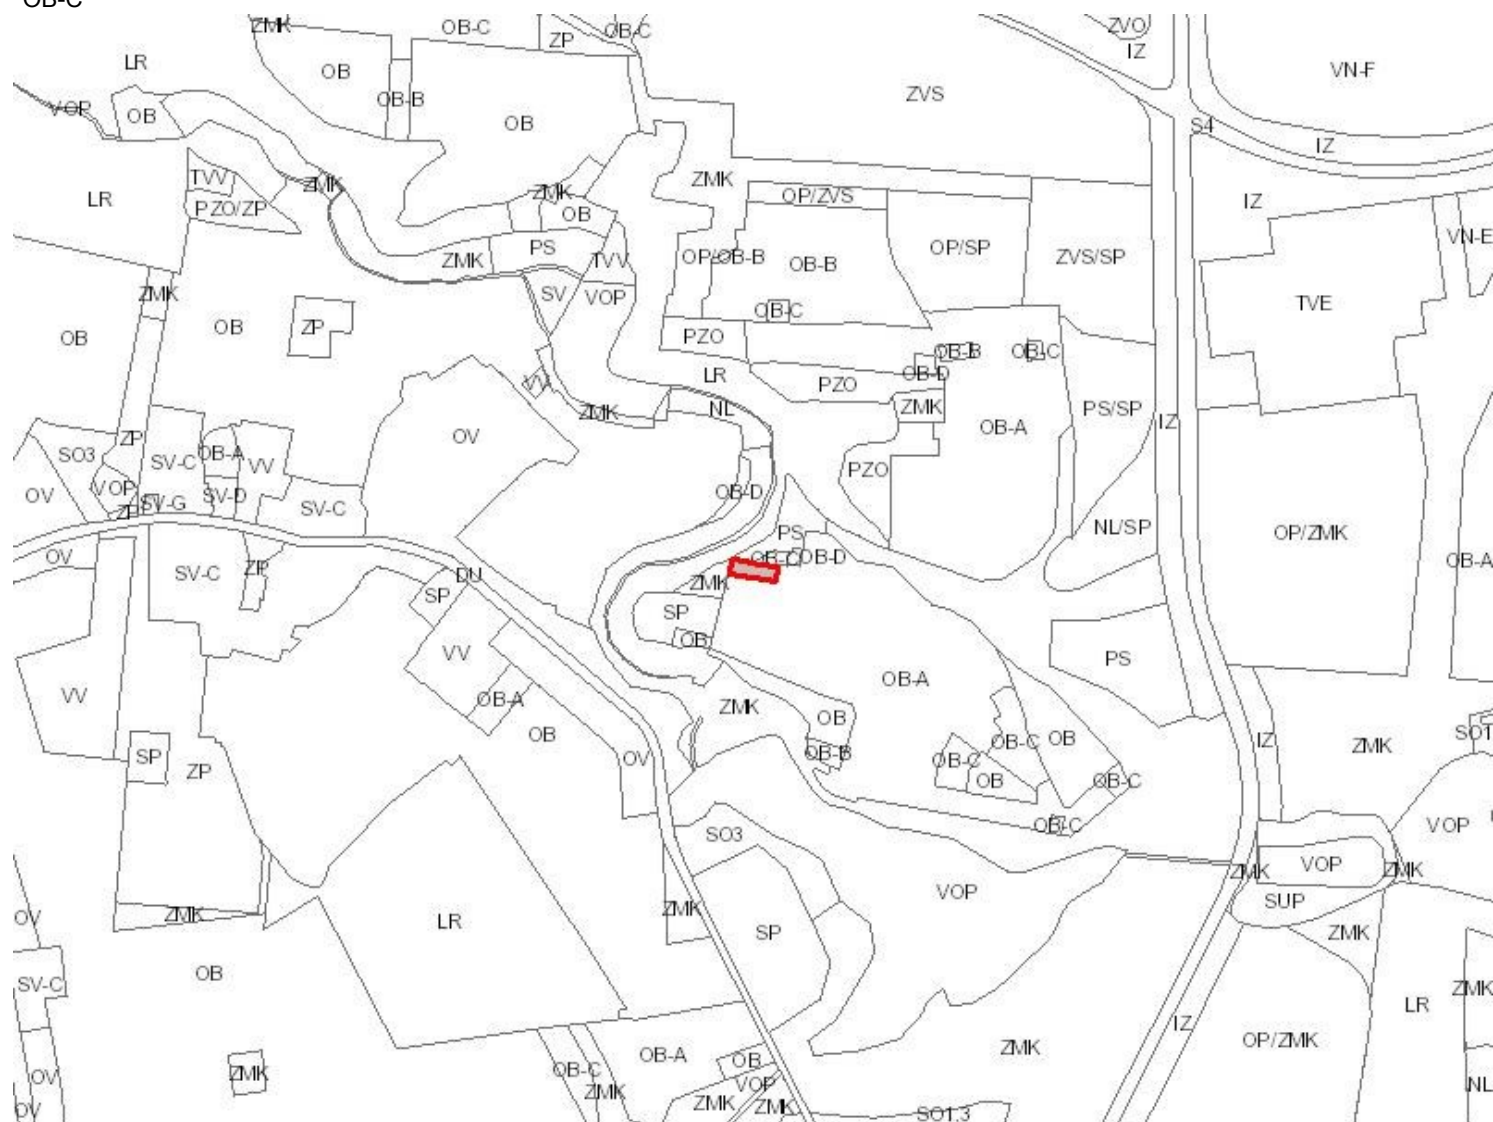 OB-C
ZMK
OB-C
ZP
OB-C
ZVO
IZ
LR
OB
OB-B
VN-F
ZVS
VOP
OB
OB
S4
IZ
TVV
ZMK
ZMK
ZMK
LR
PZO/ZP
OB
OP/ZVS
IZ
PS
ZMK
TVV
OP/OB-B
OB-B
OP/SP
ZVS/SP
VN-E
ZMK
SV
VOP
OB-C
TVE
OB
OB
ZP
PZO
OB-B
OB-C
VV
LR
OB-D
PZO
ZMK
NL
ZMK
PS/SP
IZ
OB-A
OV
ZP
SO3
SV-C
OB-A
VV
PZO
VOP
OV
SV-G
SV-D
SV-C
OB-D
ZP
PS
NL/SP
OP/ZMK
OV
SV-C
ZP
DU
OB-C
OB-D
OB-A
SP
ZMK
SP
OB
VV
PS
OB-A
VV
OB-A
ZMK
OB
OB
OB-C
OB
IZ
ZMK
SO1
SP
ZP
OV
OB-B
OB-C
OB
OB-C
OB-C
VOP
SO3
VOP
ZMK
VOP
ZMK
SUP
OV
ZMK
LR
ZMK
SP
ZMK
OB
SV-C
LR
ZMK
IZ
OP/ZMK
ZMK
OB-A
OB
OV
ZMK
OB-C
ZMK
VOP
NL
OV
ZMK
ZMK
SO1.3